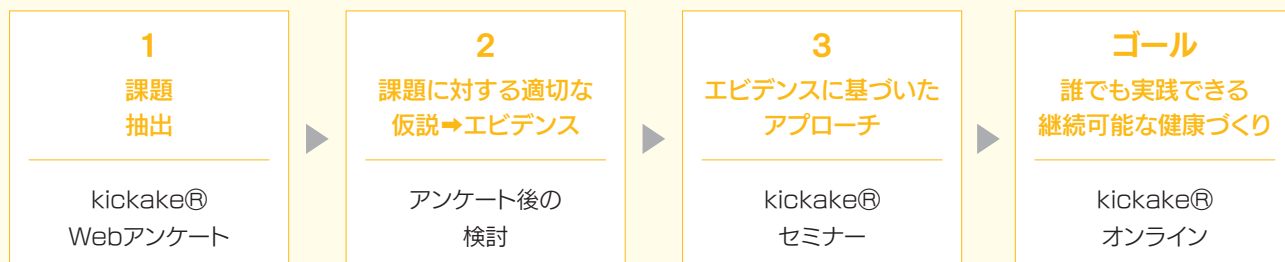 1
課題
抽出
kickake®
Webアンケート
2
課題に対する適切な
仮説➡エビデンス
アンケート後の
検討
3
エビデンスに基づいた
アプローチ
kickake®
セミナー
ゴール
誰でも実践できる
継続可能な健康づくり
kickake®
オンライン